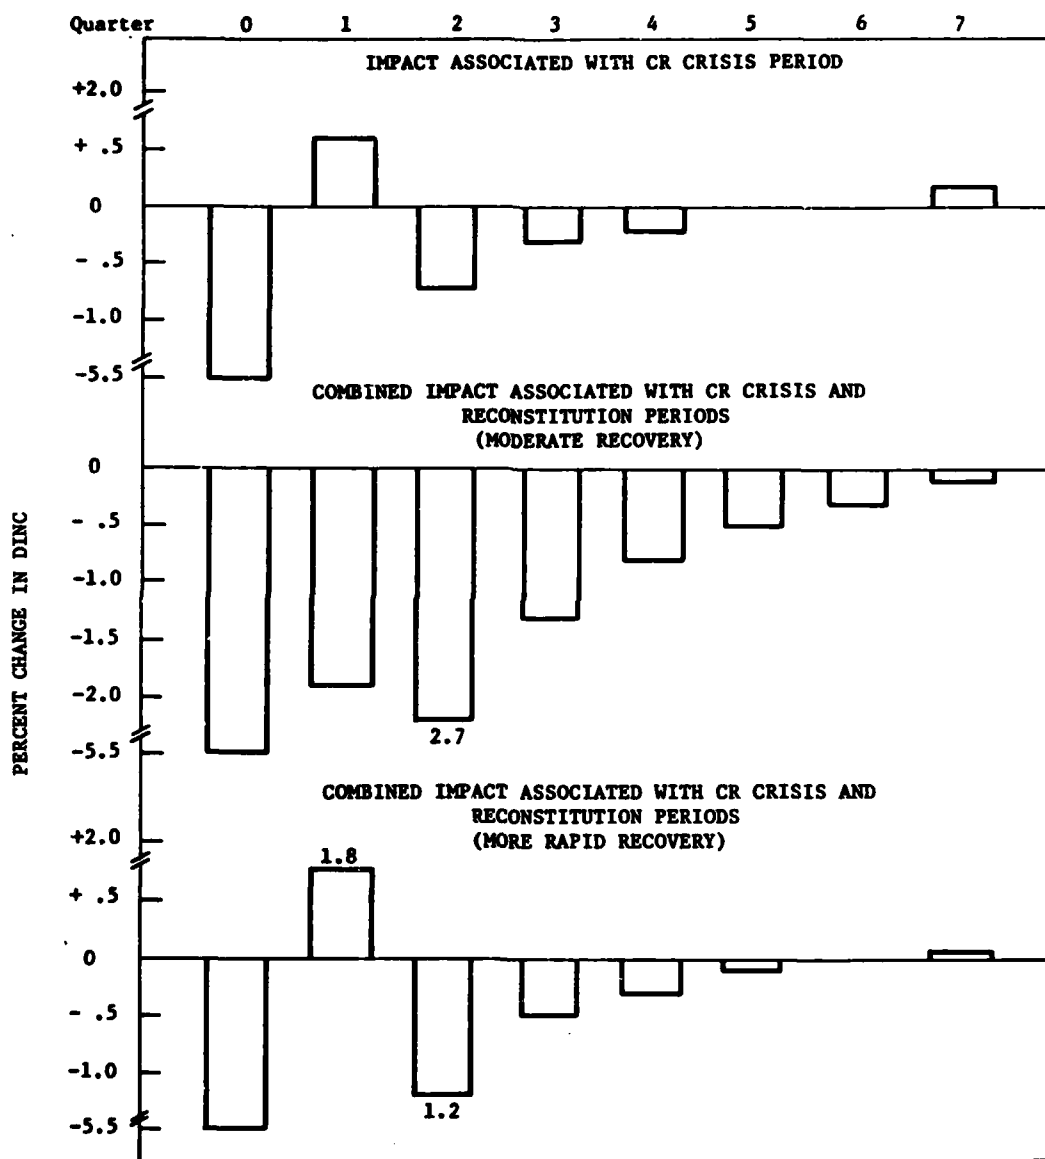 Quarter 0 1 2 3 4 5 6 7
IMPACT ASSOCIATED WITH CR CRISIS PERIOD
+2.0
+ .5
0
- .5
-1.0
-5.5
COMBINED IMPACT ASSOCIATED WITH CR CRISIS AND
RECONSTITUTION PERIODS
(MODERATE RECOVERY)
0
- .5
-1.0
-1.5
-2.0
2.7
-5.5
PERCENT CHANGE IN DINC
COMBINED IMPACT ASSOCIATED WITH CR CRISIS AND
RECONSTITUTION PERIODS
(MORE RAPID RECOVERY)
+2.0
1.8
+ .5
0
- .5
-1.0
1.2
-5.5